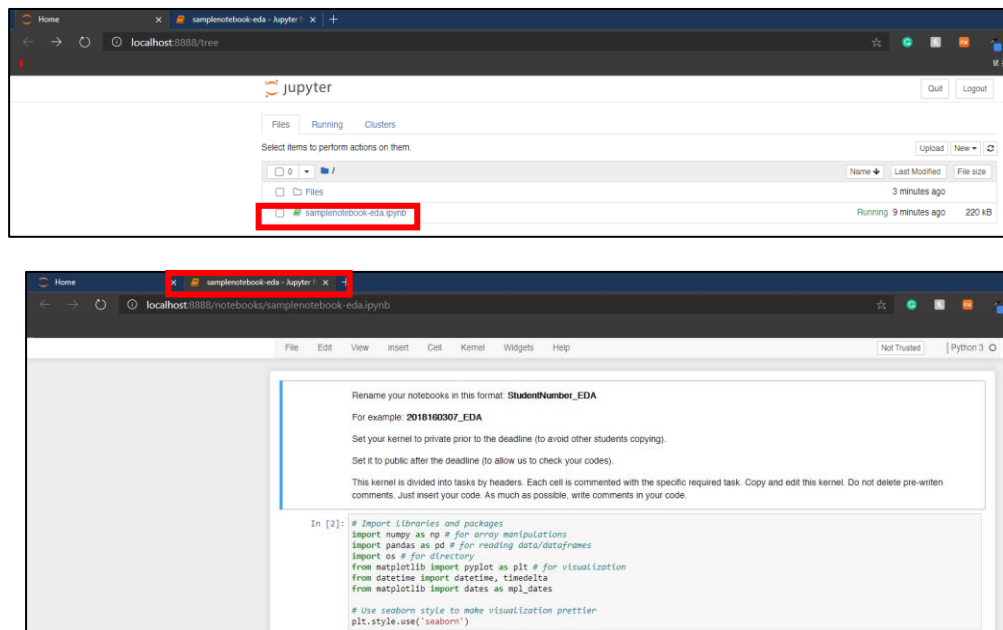 Home
samplenotebook-eda - Jupyter N
localhost:8888/tree
jupyter
Quit Logout
Files Running Clusters
Select items to perform actions on them.
Upload New
0 / Name Last Modified File size
Files 3 minutes ago
samplenotebook-eda.ipynb Running 9 minutes ago 220 kB
Home
samplenotebook-eda - Jupyter N
localhost:8888/notebooks/samplenotebook-eda.ipynb
File Edit View Insert Cell Kernel Widgets Help Not Trusted Python 3
Rename your notebooks in this format: StudentNumber_EDA
For example: 2018160307_EDA
Set your kernel to private prior to the deadline (to avoid other students copying).
Set it to public after the deadline (to allow us to check your codes).
This kernel is divided into tasks by headers. Each cell is commented with the specific required task. Copy and edit this kernel. Do not delete pre-writen
comments. Just insert your code. As much as possible, write comments in your code.
In [2]: # Import Libraries and packages
import numpy as np # for array manipulations
import pandas as pd # for reading data/dataframes
import os # for directory
from matplotlib import pyplot as plt # for visualization
from datetime import datetime, timedelta
from matplotlib import dates as mpl_dates
# Use seaborn style to make visualization prettier
plt.style.use('seaborn')